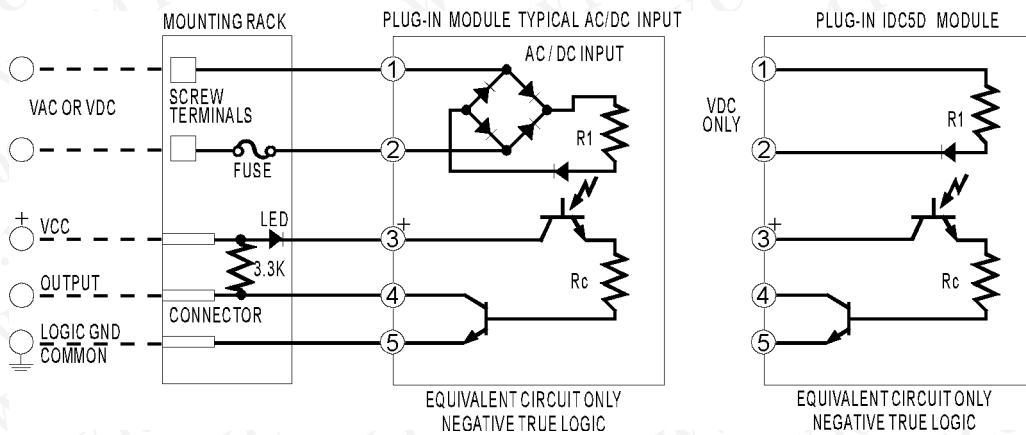 MOUNTING RACK
PLUG-IN MODULE TYPICAL AC/DC INPUT
PLUG-IN IDC5D MODULE
AC / DC INPUT
1
1
VAC OR VDC
SCREW
TERMINALS
VDC
ONLY
R1
R1
2
2
FUSE
+
VCC
LED
3
+
3
+
3.3K
OUTPUT
4
Rc
4
Rc
CONNECTOR
LOGIC GND
COMMON
5
5
EQUIVALENT CIRCUIT ONLY
NEGATIVE TRUE LOGIC
EQUIVALENT CIRCUIT ONLY
NEGATIVE TRUE LOGIC